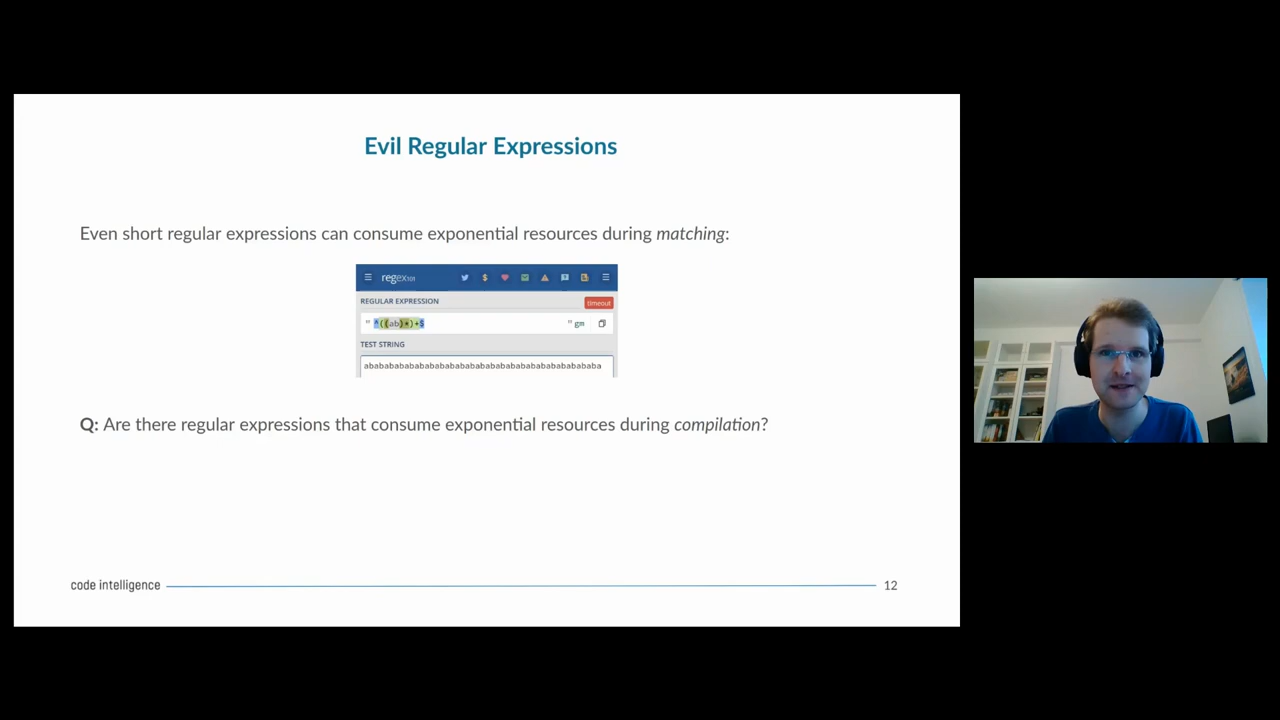 Evil Regular Expressions
Even short regular expressions can consume exponential resources during matching:
regex101
REGULAR EXPRESSION
timeout
" ^((ab)*)+$
" gm
TEST STRING
Q: Are there regular expressions that consume exponential resources during compilation?
code intelligence
12